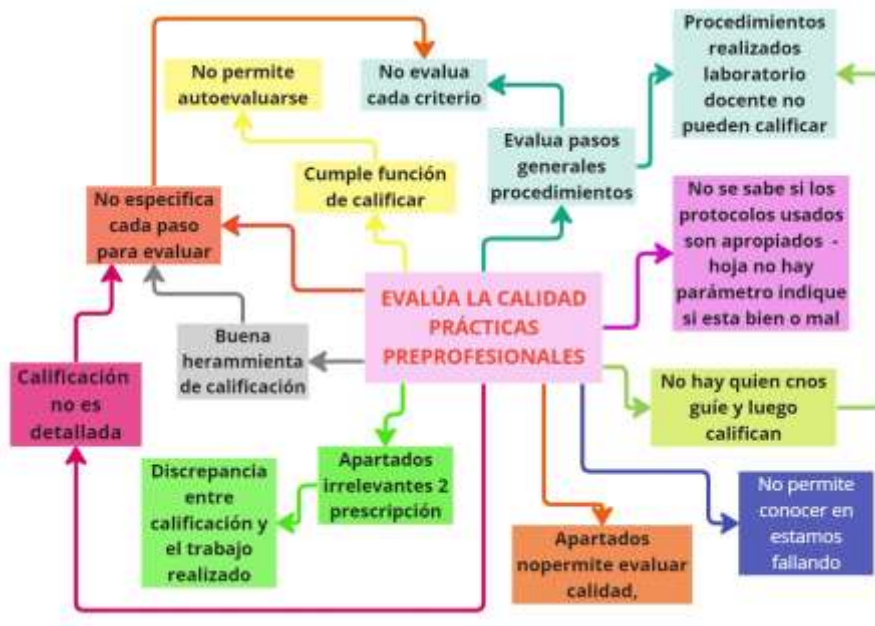 Procedimientos
realizados
laboratorio
docente no
pueden calificar
No permite
autoevaluarse
No evalua
cada criterio
Evalua pasos
generales
procedimientos
Cumple función
de calificar
No especifica
cada paso
para evaluar
No se sabe si los
protocolos usados
son apropiados -
hoja no hay
parámetro indique
si esta bien o mal
EVALÚA LA CALIDAD
PRÁCTICAS
PREPROFESIONALES
Buena
herammienta
de calificación
Calificación
no es
detallada
No hay quien cnos
guíe y luego
califican
Apartados
irrelevantes 2
prescripción
Discrepancia
entre
calificación y
el trabajo
realizado
No permite
conocer en
estamos
fallando
Apartados
nopermite evaluar
calidad,